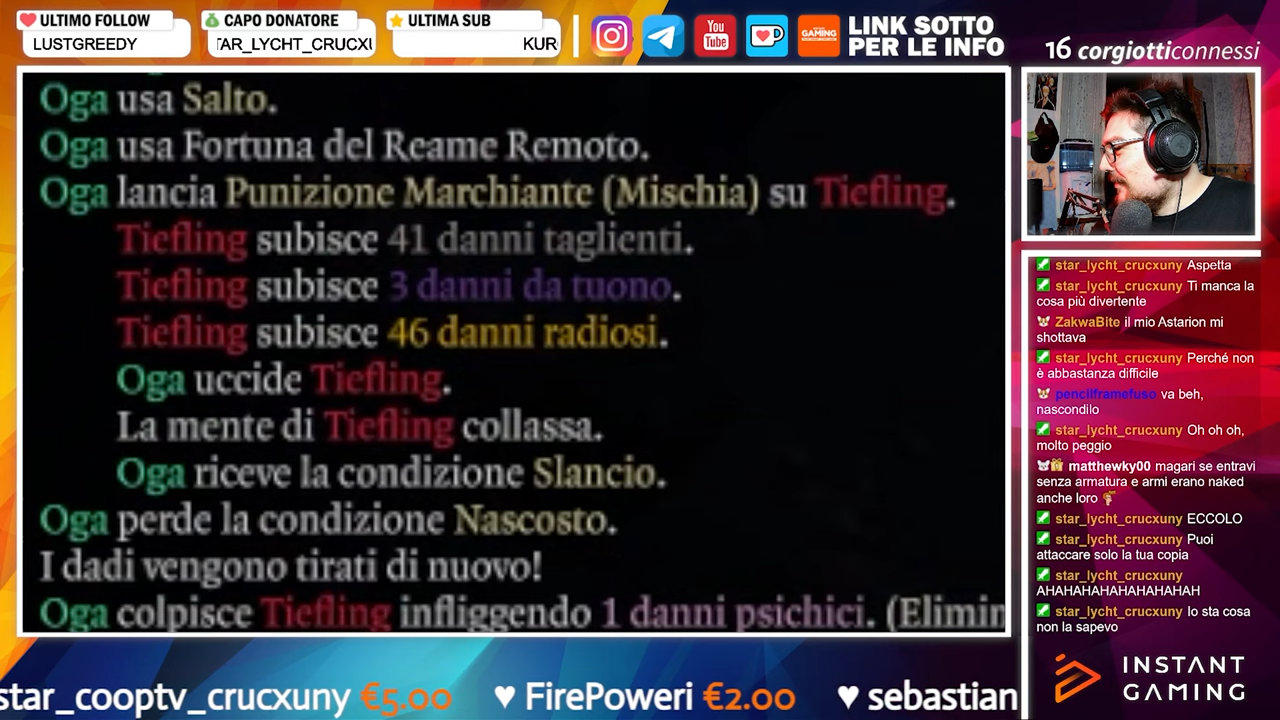 ULTIMO FOLLOW
LUSTGREEDY
CAPO DONATORE
TAR_LYCHT_CRUCXU
ULTIMA SUB
KUR
You
Tube
GAMING
LINK SOTTO
PER LE INFO
16 corgiotticonnessi
Oga usa Salto.
Oga usa Fortuna del Reame Remoto.
Oga lancia Punizione Marchiante (Mischia) su Tiefling.
Tiefling subisce 41 danni taglienti.
Tiefling subisce 3 danni da tuono.
Tiefling subisce 46 danni radiosi.
Oga uccide Tiefling.
La mente di Tiefling collassa.
Oga riceve la condizione Slancio.
Oga perde la condizione Nascosto.
I dadi vengono tirati di nuovo!
Oga colpisce Tiefling infliggendo 1 danni psichici. (Elimin
star_lycht_crucxuny Aspetta
star_lycht_crucxuny Ti manca la
cosa più divertente
ZakwaBite il mio Astarion mi
shottava
star_lycht_crucxuny Perché non
è abbastanza difficile
pencilframefuso va beh,
nascondilo
star_lycht_crucxuny Oh oh oh,
molto peggio
matthewky00 magari se entravi
senza armatura e armi erano naked
anche loro
star_lycht_crucxuny ECCOLO
star_lycht_crucxuny Puoi
attaccare solo la tua copia
star_lycht_crucxuny
AHAHAHAHAHAHAHAH
star_lycht_crucxuny Io sta cosa
non la sapevo
INSTANT
GAMING
star_cooptv_crucxuny €5.00 ♥ FirePoweri €2.00 ♥ sebastian